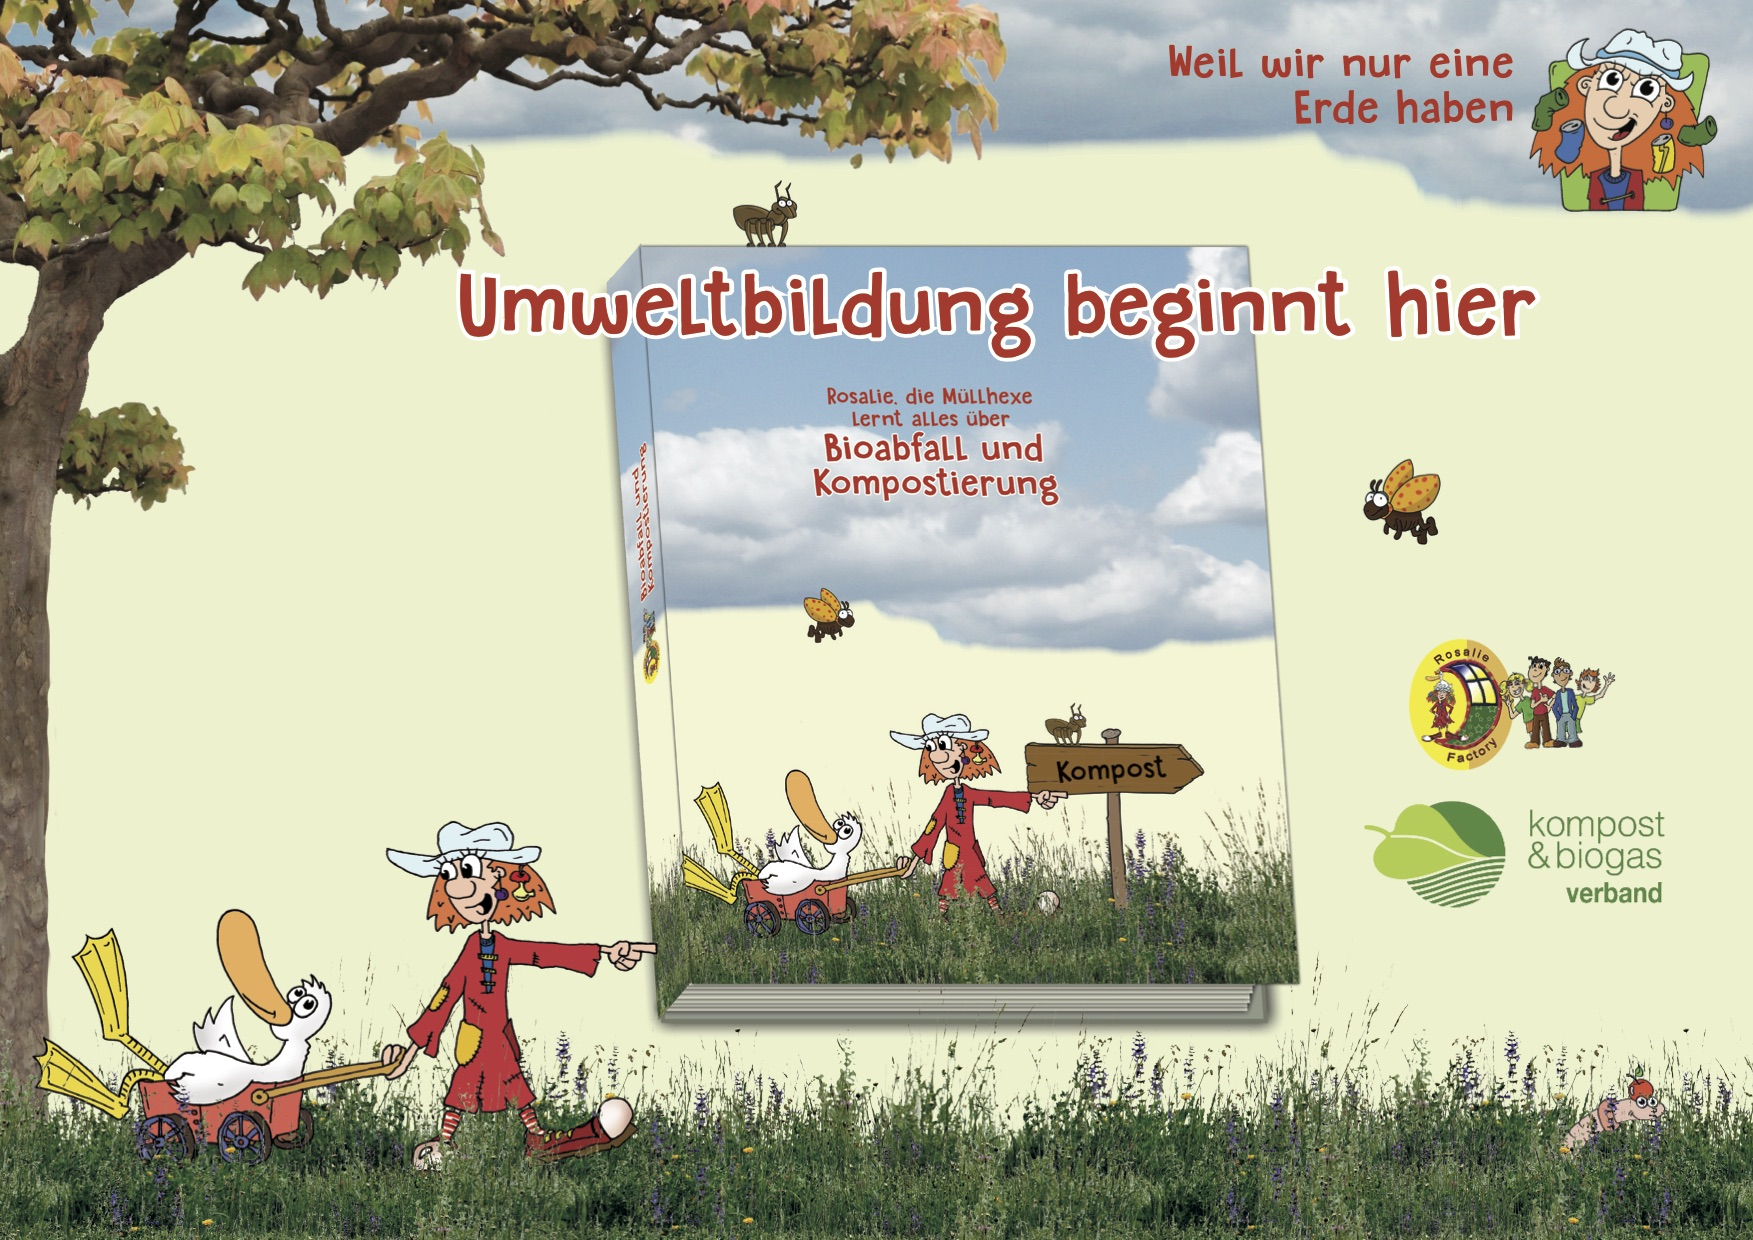 Weil wir nur eine
Erde haben
Umweltbildung beginnt hier
Rosalie, die Müllhexe
lernt alles über
Bioabfall und
Kompostierung
Bioabfall und
Kompostierung
Kompost
Rosalie
Factory
kompost
& biogas
verband